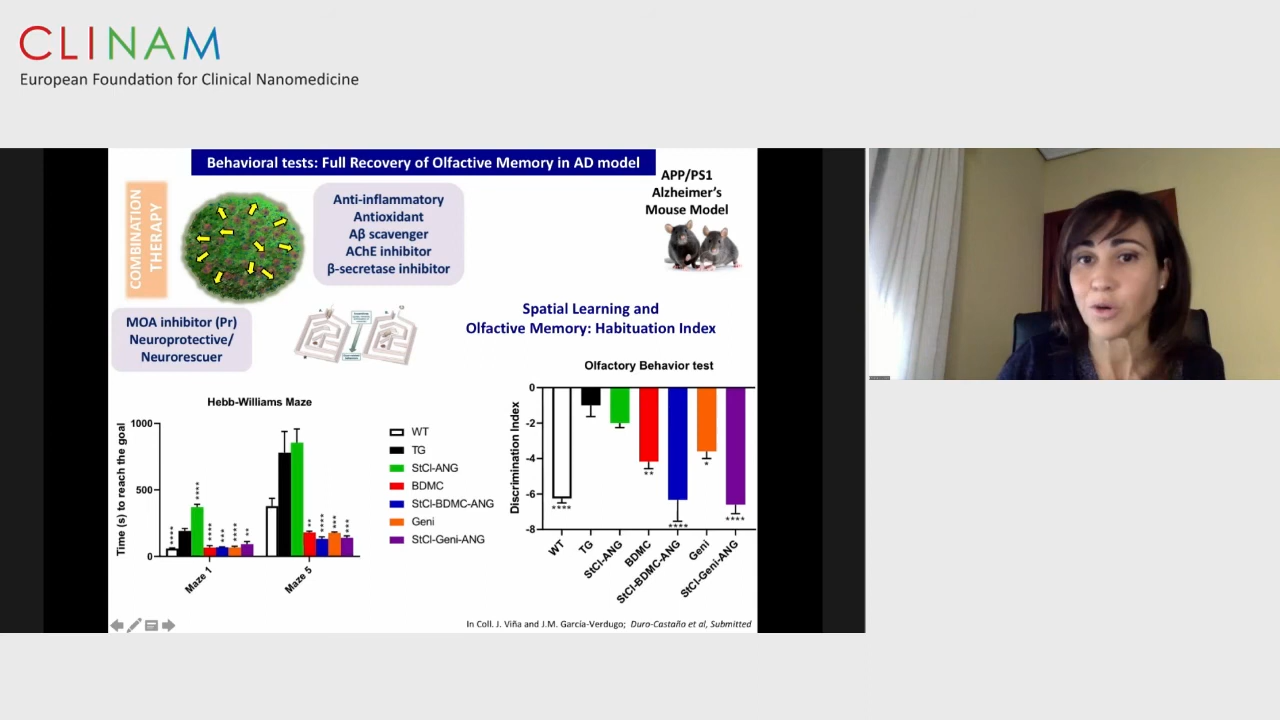 CLINAM
European Foundation for Clinical Nanomedicine
Behavioral tests: Full Recovery of Olfactive Memory in AD model
COMBINATION
THERAPY
Anti-inflammatory
Antioxidant
Aβ scavenger
AChE inhibitor
β-secretase inhibitor
APP/PS1
Alzheimer's
Mouse Model
MOA inhibitor (Pr)
Neuroprotective/
Neurorescuer
Spatial Learning and
Olfactive Memory: Habituation Index
Hebb-Williams Maze
Time (s) to reach the goal
1000
500
0
****
****
****
***
****
**
**
****
****
****
Maze 1
Maze 5
WT
TG
StCl-ANG
BDMC
StCl-BDMC-ANG
Geni
StCl-Geni-ANG
Olfactory Behavior test
Discrimination Index
0
-2
-4
-6
-8
****
**
****
*
****
WT
TG
StCl-ANG
BDMC
StCl-BDMC-ANG
Geni
StCl-Geni-ANG
In Coll. J. Viña and J.M. García-Verdugo; Duro-Castaño et al, Submitted